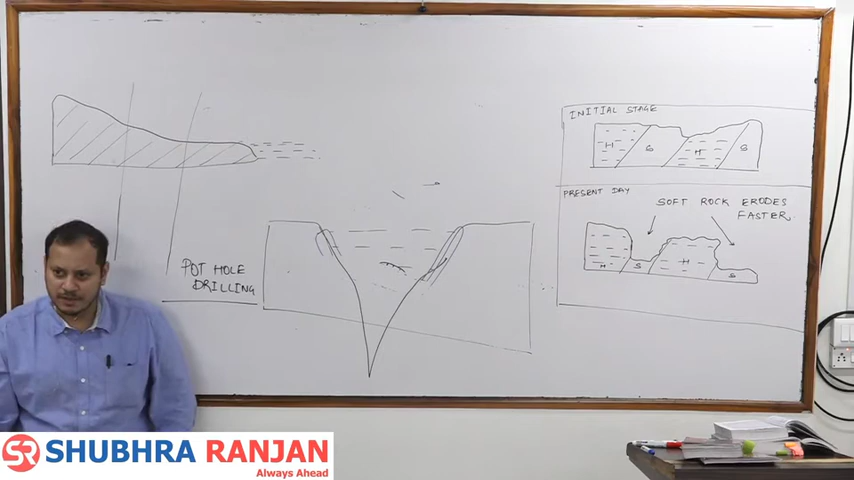 INITIAL STAGE
H
S
H
S
PRESENT DAY
SOFT ROCK ERODES
FASTER
H
S
H
S
POT HOLE
DRILLING
SR
SHUBHRA RANJAN
Always Ahead